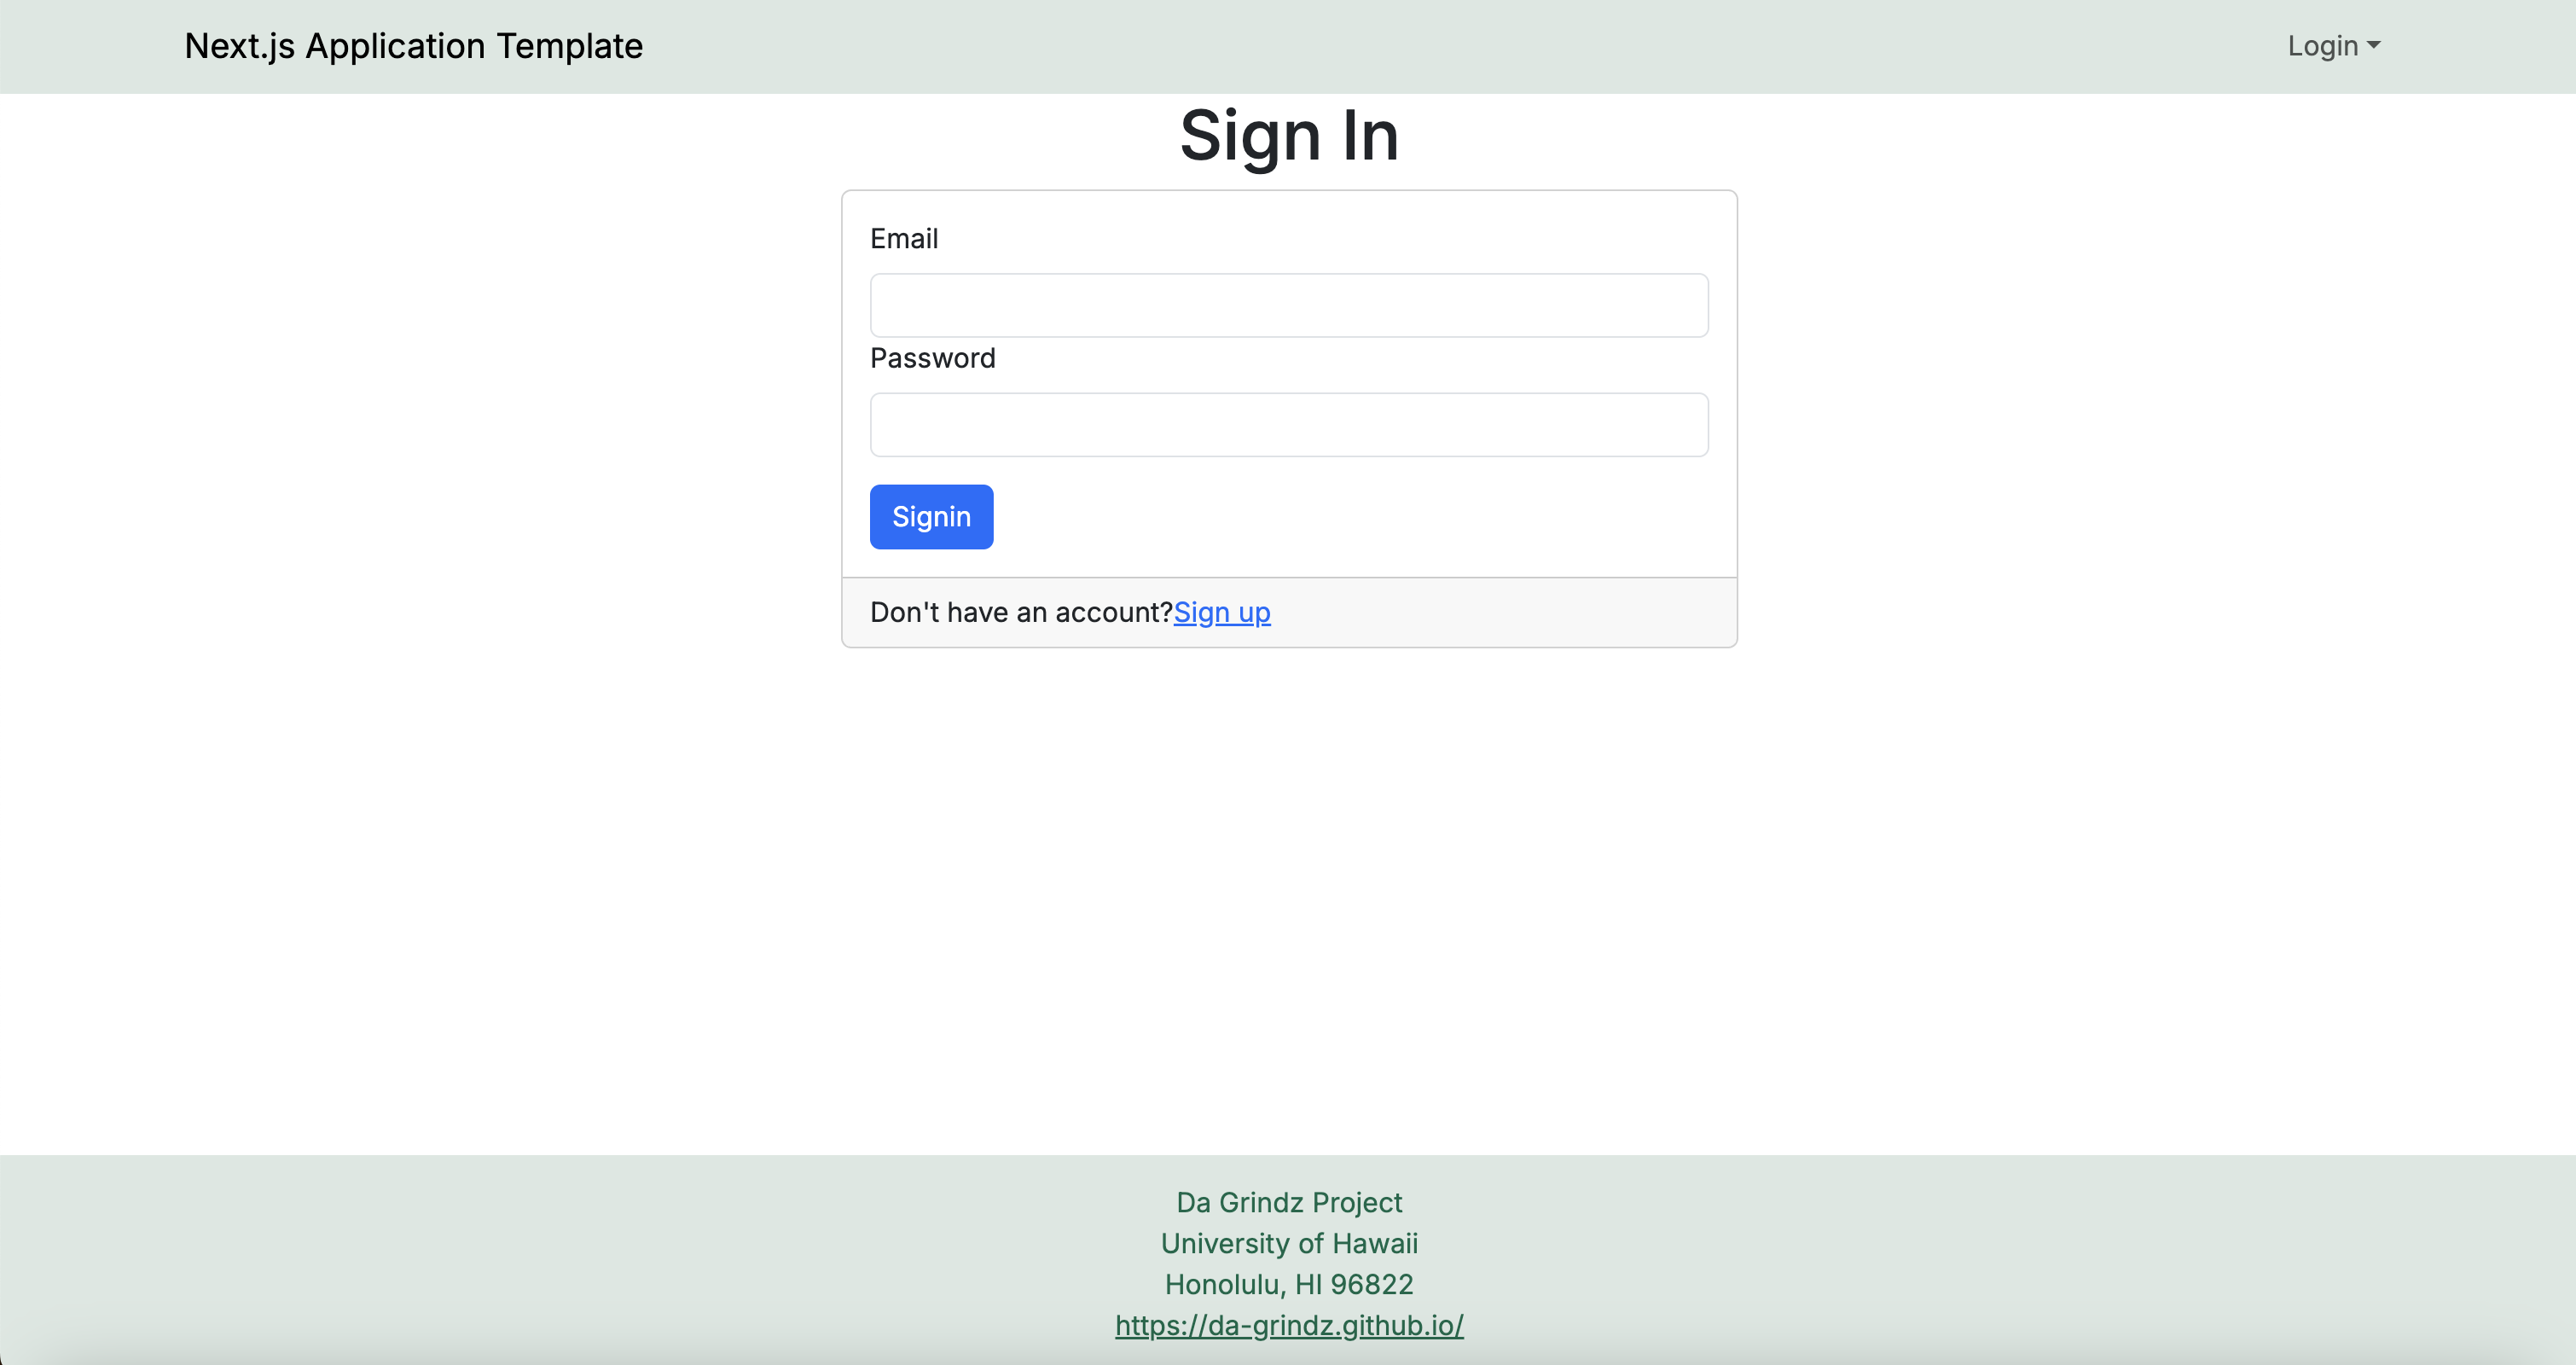 Next.js Application Template
Login
Sign In
Email
Password
Signin
Don't have an account?Sign up
Da Grindz Project
University of Hawaii
Honolulu, HI 96822
https://da-grindz.github.io/